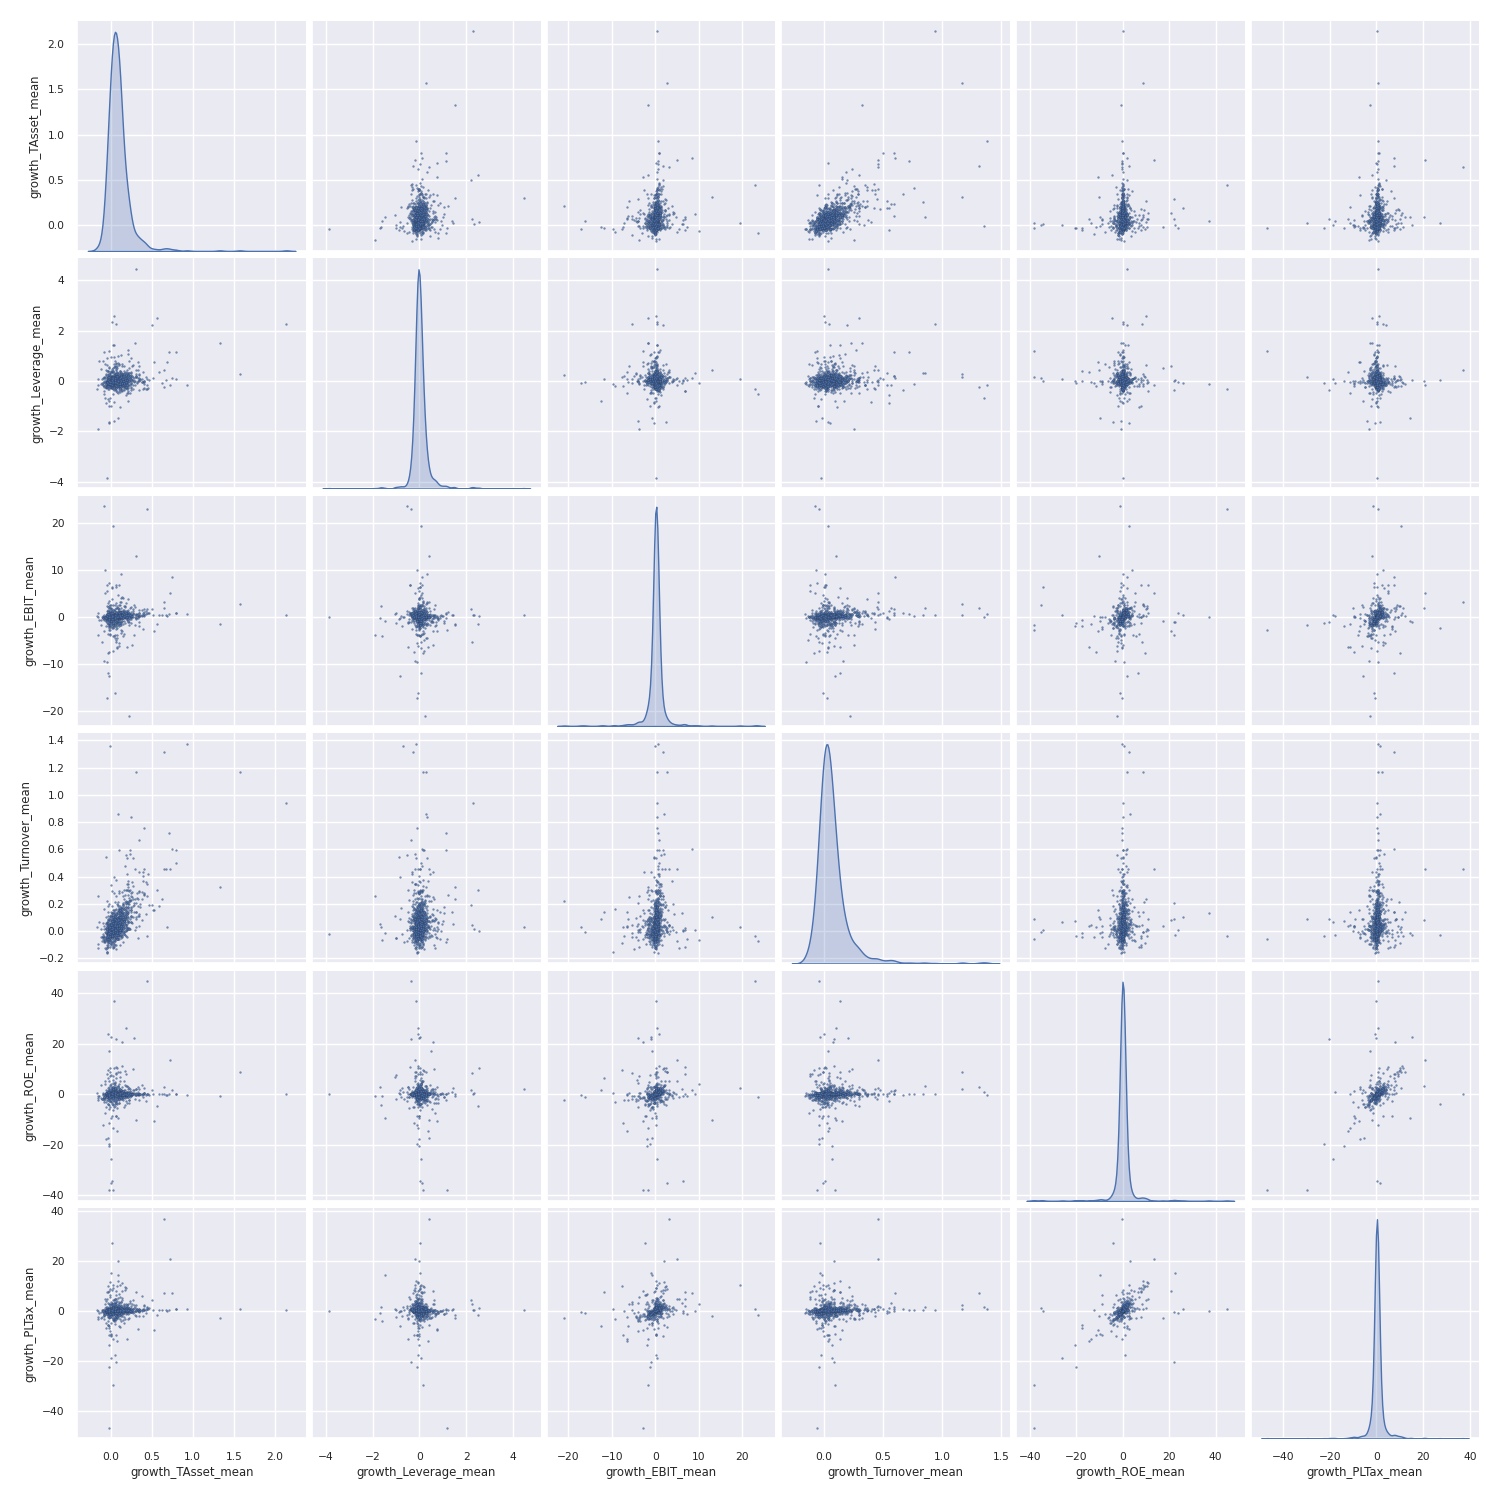 growth_TAsset_mean
2.0
1.5
1.0
0.5
0.0
growth_Leverage_mean
4
2
0
−2
−4
growth_EBIT_mean
20
10
0
−10
−20
growth_Turnover_mean
1.4
1.2
1.0
0.8
0.6
0.4
0.2
0.0
−0.2
growth_ROE_mean
40
20
0
−20
−40
growth_PLTax_mean
40
20
0
−20
−40
0.0 0.5 1.0 1.5 2.0
−4 −2 0 2 4
−20 −10 0 10 20
0.0 0.5 1.0 1.5
−40 −20 0 20 40
−40 −20 0 20 40
growth_TAsset_mean
growth_Leverage_mean
growth_EBIT_mean
growth_Turnover_mean
growth_ROE_mean
growth_PLTax_mean